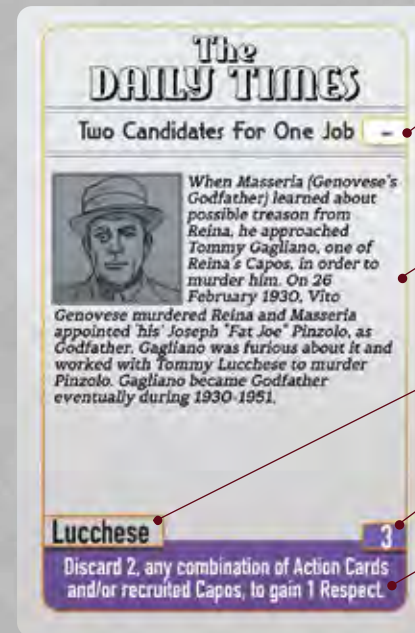 The
DAILY TIMES
Two Candidates For One Job –
When Masseria (Genovese's
Godfather) learned about
possible treason from
Reina, he approached
Tommy Gagliano, one of
Reina's Capos, in order to
murder him. On 26
February 1930, Vito
Genovese murdered Reina and Masseria
appointed 'his' Joseph "Fat Joe" Pinzolo, as
Godfather. Gagliano was furious about it and
worked with Tommy Lucchese to murder
Pinzolo. Gagliano became Godfather
eventually during 1930-1951.
Lucchese
3
Discard 2, any combination of Action Cards
and/or recruited Capos, to gain 1 Respect.